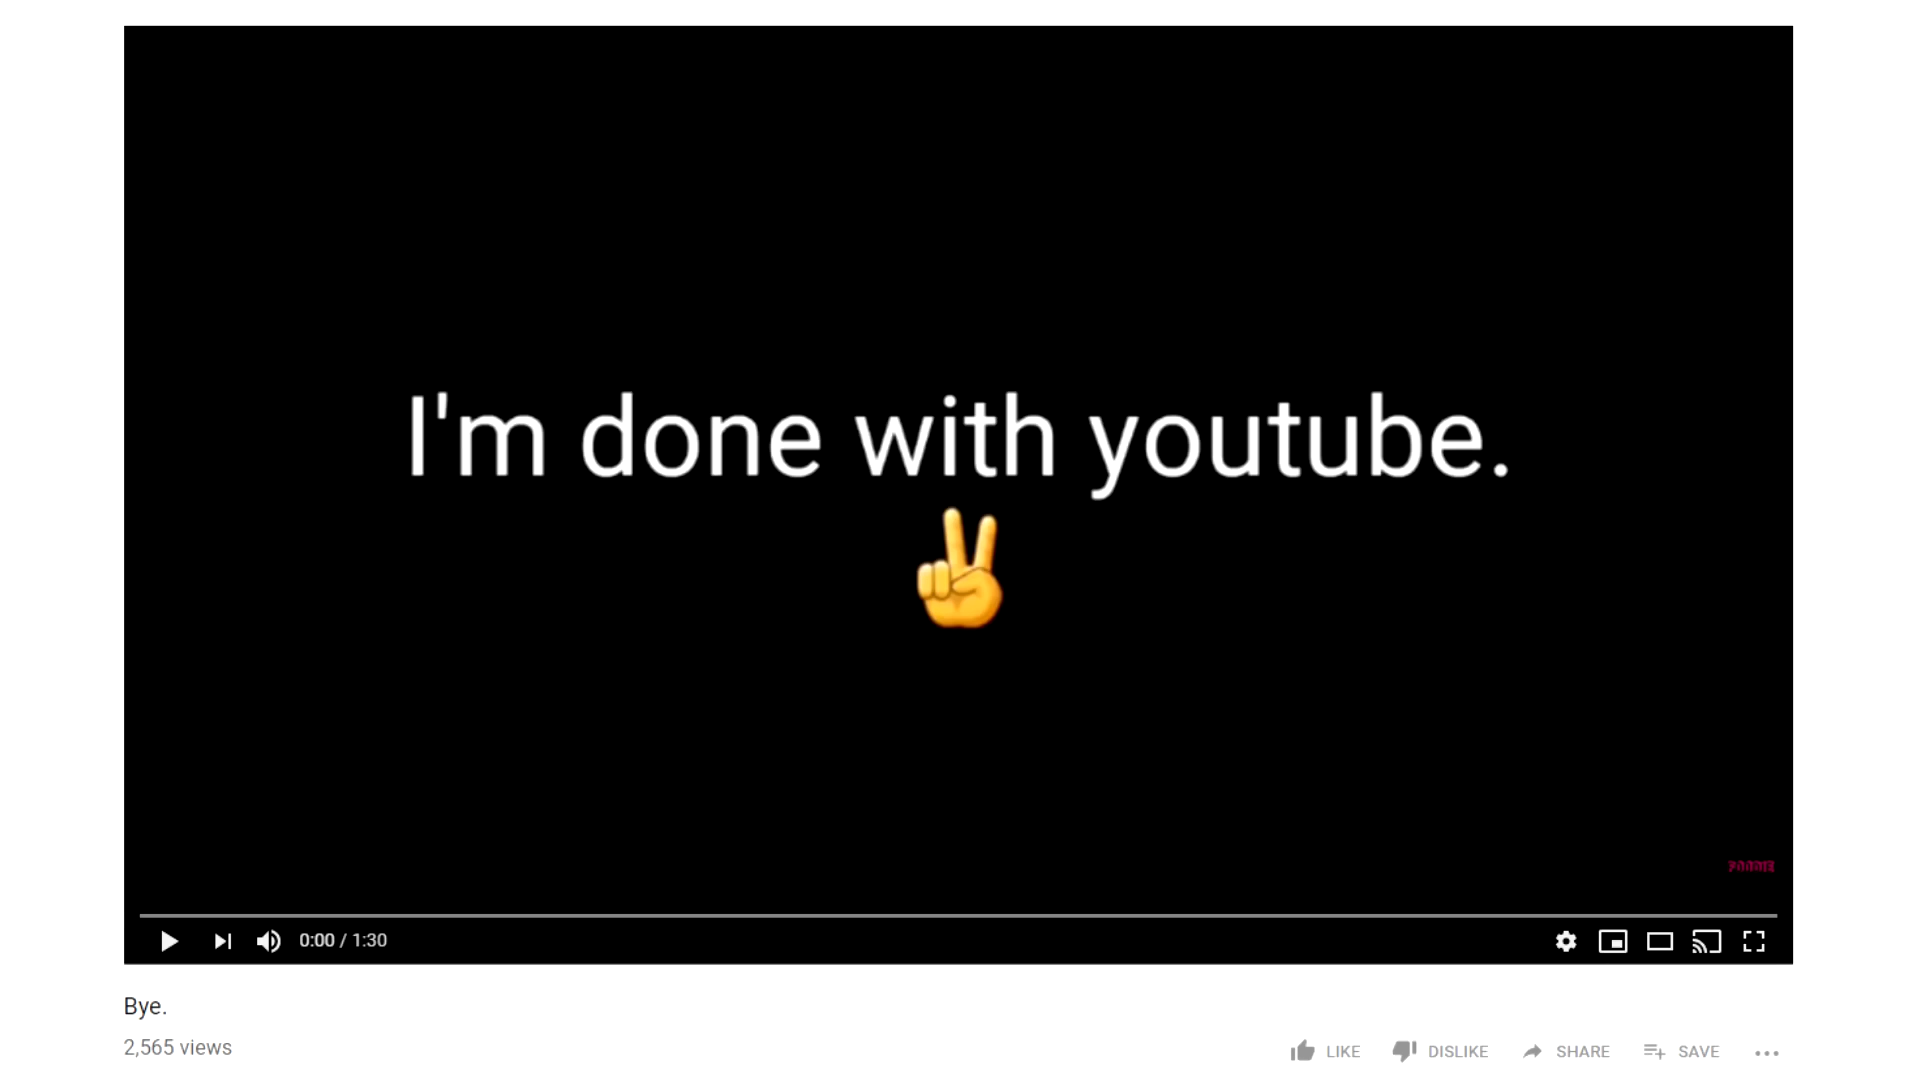 I'm done with youtube.
0:00 / 1:30
Bye.
2,565 views
LIKE DISLIKE SHARE SAVE